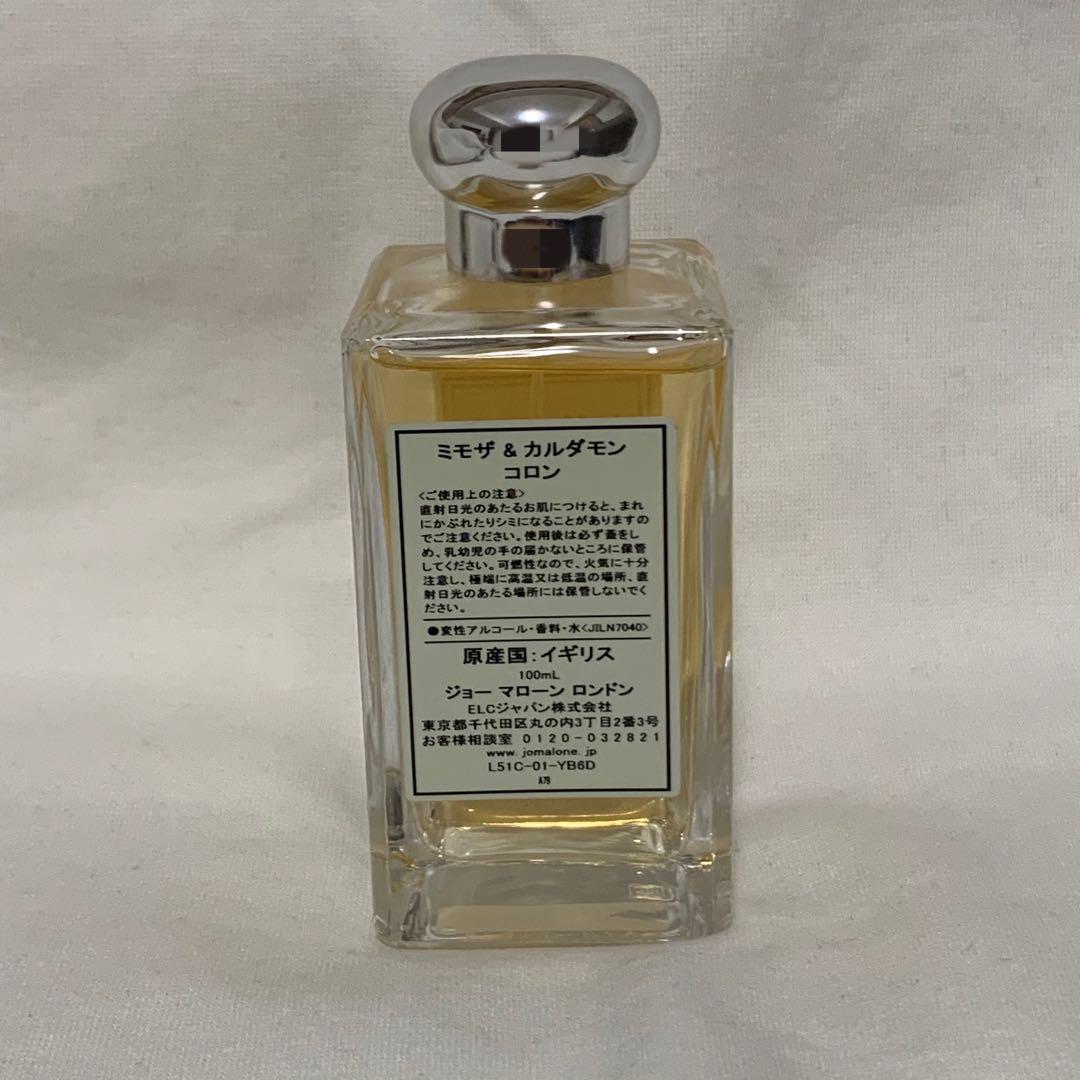 ミモザ & カルダモン
コロン
<ご使用上の注意>
直射日光のあたるお肌につけると、まれ
にかぶれたりシミになることがありますの
でご注意ください。使用後は必ず蓋をし
め、乳幼児の手の届かないところに保管
してください。可燃性なので、火気に十分
注意し、極端に高温又は低温の場所、直
射日光のあたる場所には保管しないでく
ださい。
●変性アルコール・香料・水<JILN7040>
原産国:イギリス
100mL
ジョー マローン ロンドン
ELCジャパン株式会社
東京都千代田区丸の内3丁目2番3号
お客様相談室 0120-032821
www.jomalone.jp
L51C-01-YB6D
A79